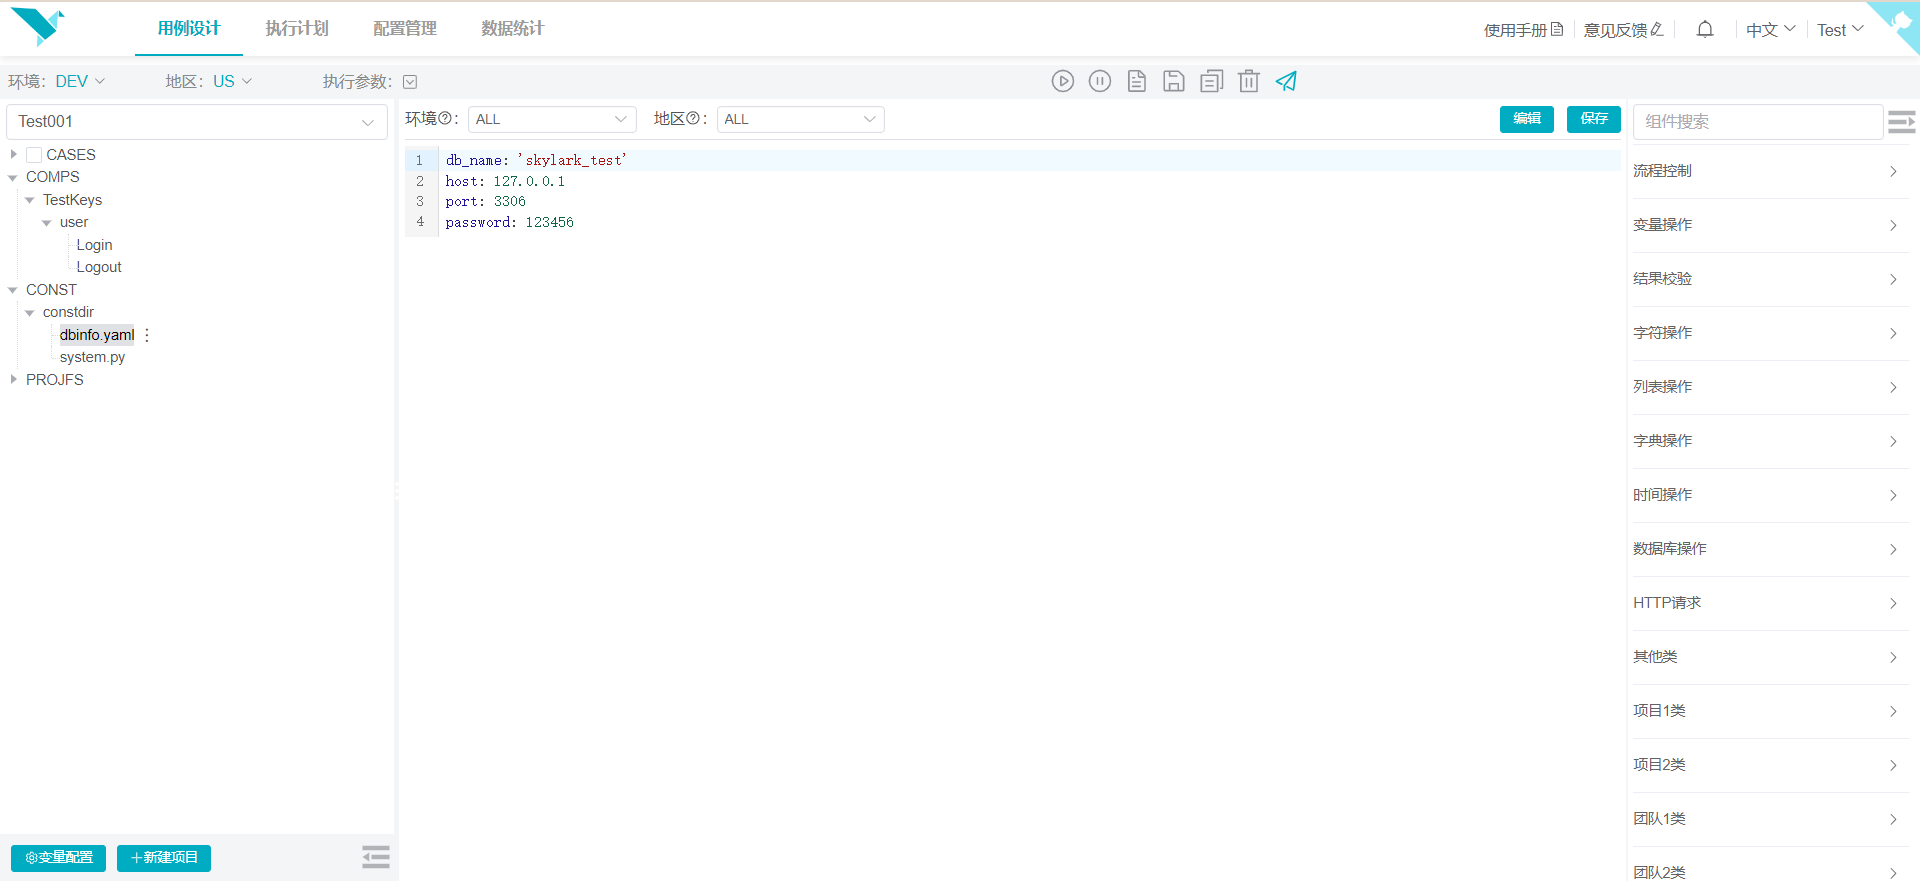 用例设计 执行计划 配置管理 数据统计 使用手册 意见反馈 中文 Test
环境: DEV 地区: US 执行参数:
Test001
CASES
COMPS
TestKeys
user
Login
Logout
CONST
constdir
dbinfo.yaml
system.py
PROJFS
变量配置 +新建项目
环境?: ALL 地区?: ALL 编辑 保存
1 db_name: 'skylark_test'
2 host: 127.0.0.1
3 port: 3306
4 password: 123456
组件搜索
流程控制
变量操作
结果校验
字符操作
列表操作
字典操作
时间操作
数据库操作
HTTP请求
其他类
项目1类
项目2类
团队1类
团队2类